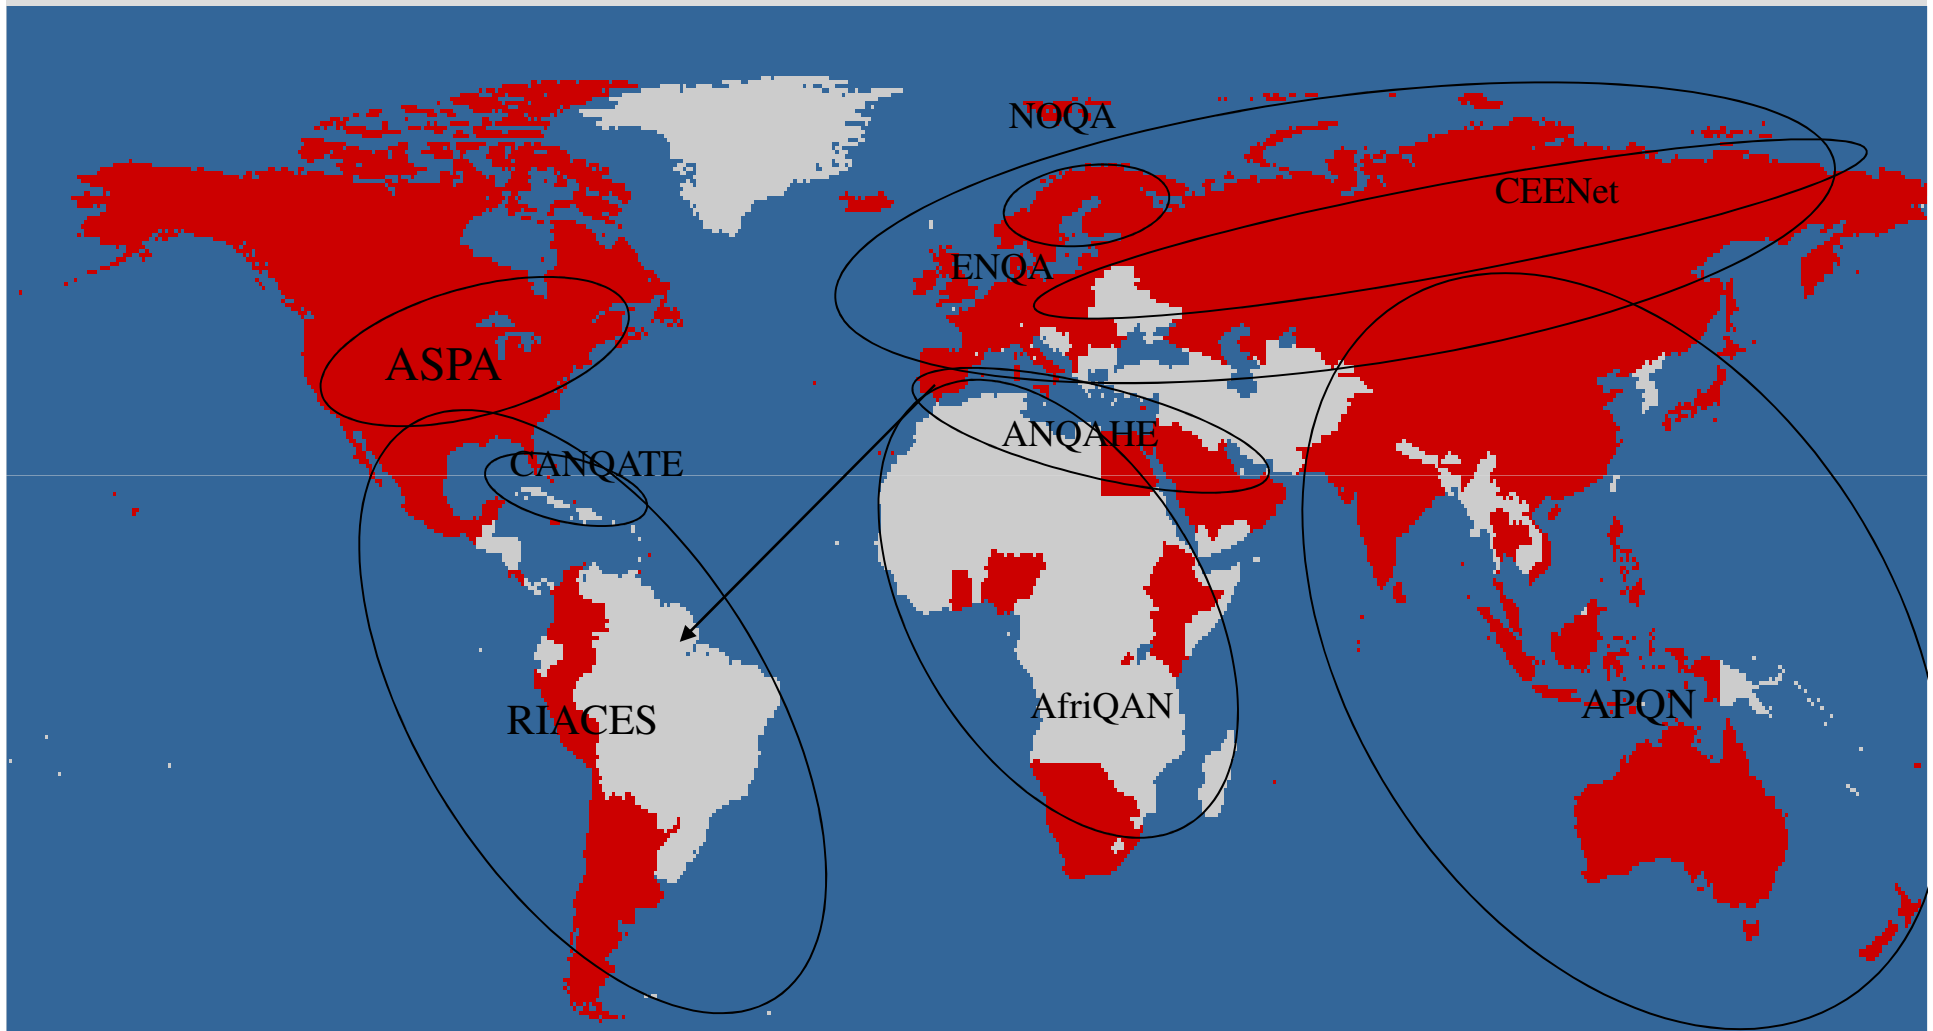 NOQA
CEENet
ENQA
ASPA
ANQAHE
CANQATE
AfriQAN
APQN
RIACES